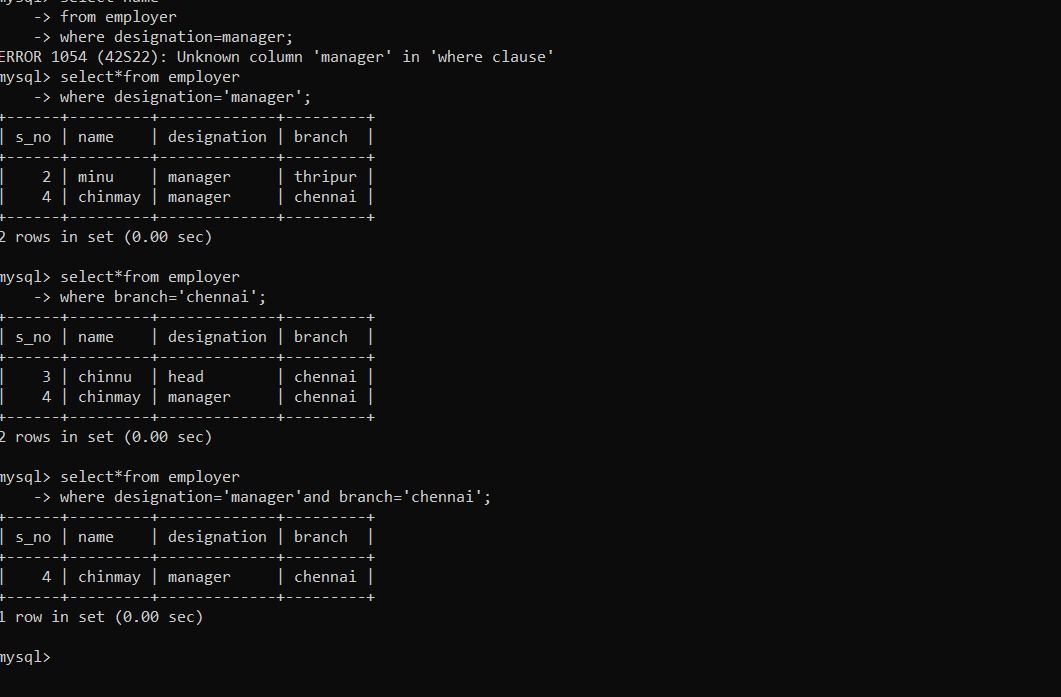 mysql> select name
    -> from employer
    -> where designation=manager;
ERROR 1054 (42S22): Unknown column 'manager' in 'where clause'
mysql> select*from employer
    -> where designation='manager';
+------+---------+-------------+---------+
| s_no | name    | designation | branch  |
+------+---------+-------------+---------+
|    2 | minu    | manager     | thripur |
|    4 | chinmay | manager     | chennai |
+------+---------+-------------+---------+
2 rows in set (0.00 sec)

mysql> select*from employer
    -> where branch='chennai';
+------+---------+-------------+---------+
| s_no | name    | designation | branch  |
+------+---------+-------------+---------+
|    3 | chinnu  | head        | chennai |
|    4 | chinmay | manager     | chennai |
+------+---------+-------------+---------+
2 rows in set (0.00 sec)

mysql> select*from employer
    -> where designation='manager'and branch='chennai';
+------+---------+-------------+---------+
| s_no | name    | designation | branch  |
+------+---------+-------------+---------+
|    4 | chinmay | manager     | chennai |
+------+---------+-------------+---------+
1 row in set (0.00 sec)

mysql>